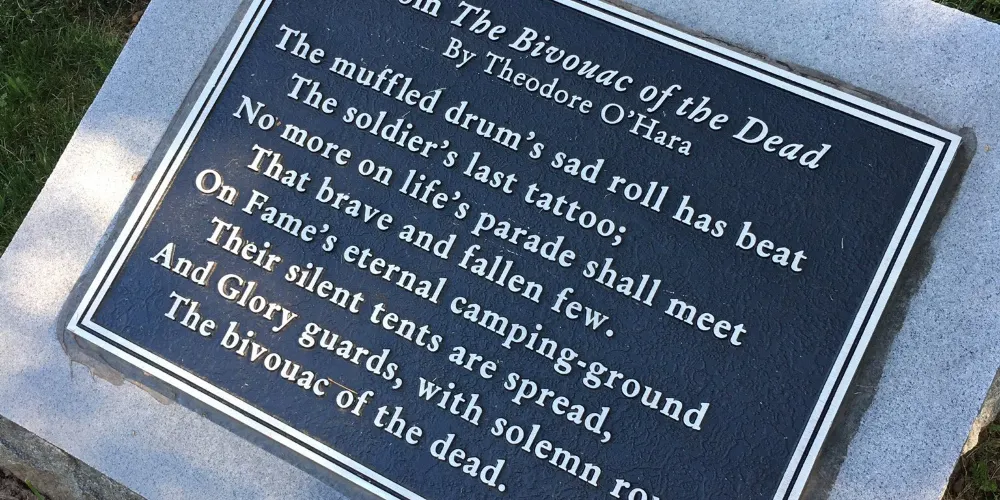 The Bivouac of the Dead
By Theodore O'Hara
The muffled drum's sad roll has beat
The soldier's last tattoo;
No more on life's parade shall meet
That brave and fallen few.
On Fame's eternal camping-ground
Their silent tents are spread,
And Glory guards, with solemn
The bivouac of the dead.